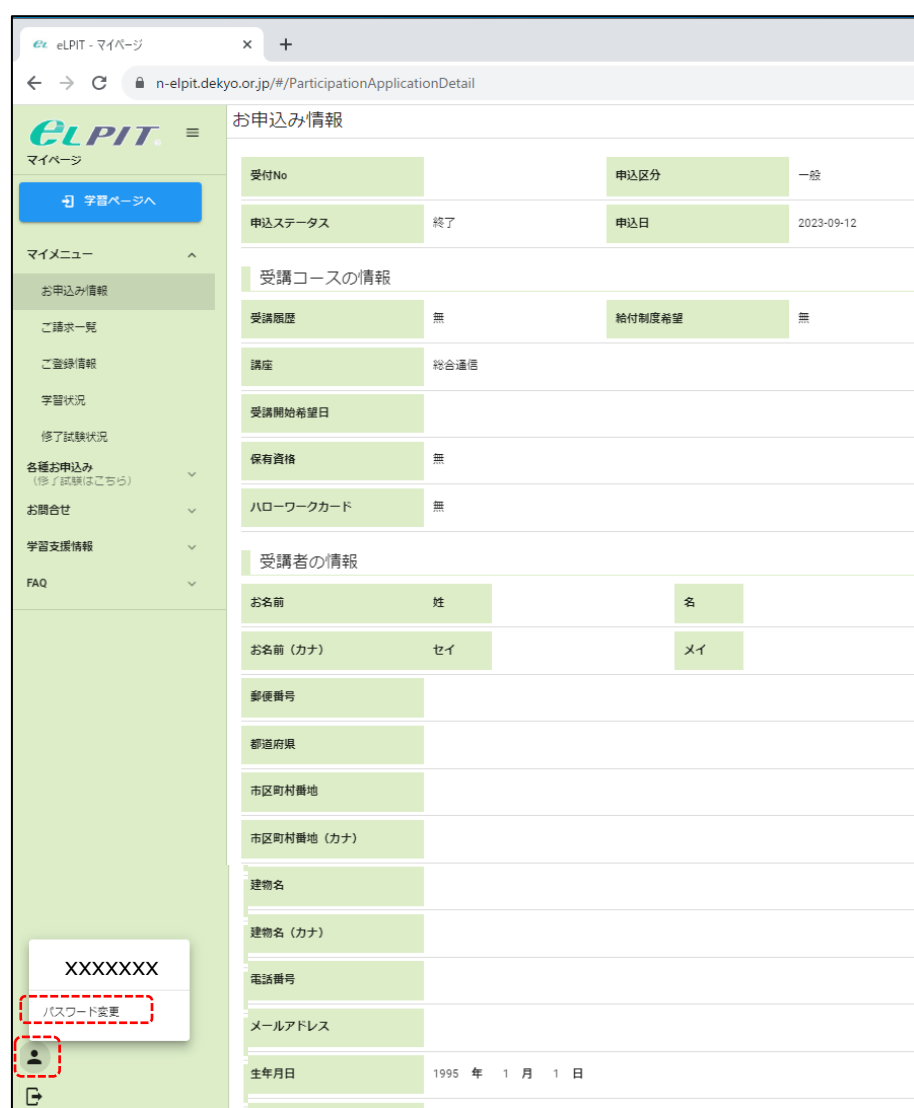 eL eLPIT - マイページ
n-elpit.dekyo.or.jp/#/ParticipationApplicationDetail
eLPIT.
マイページ
学習ページへ
マイメニュー
お申込み情報
ご請求一覧
ご登録情報
学習状況
修了試験状況
各種お申込み
（修了試験はこちら）
お問合せ
学習支援情報
FAQ
XXXXXXX
パスワード変更
お申込み情報
受付No 申込区分 一般
申込ステータス 終了 申込日 2023-09-12
受講コースの情報
受講履歴 無 給付制度希望 無
講座 総合通信
受講開始希望日
保有資格 無
ハローワークカード 無
受講者の情報
お名前 姓 名
お名前（カナ） セイ メイ
郵便番号
都道府県
市区町村番地
市区町村番地（カナ）
建物名
建物名（カナ）
電話番号
メールアドレス
生年月日 1995 年 1 月 1 日